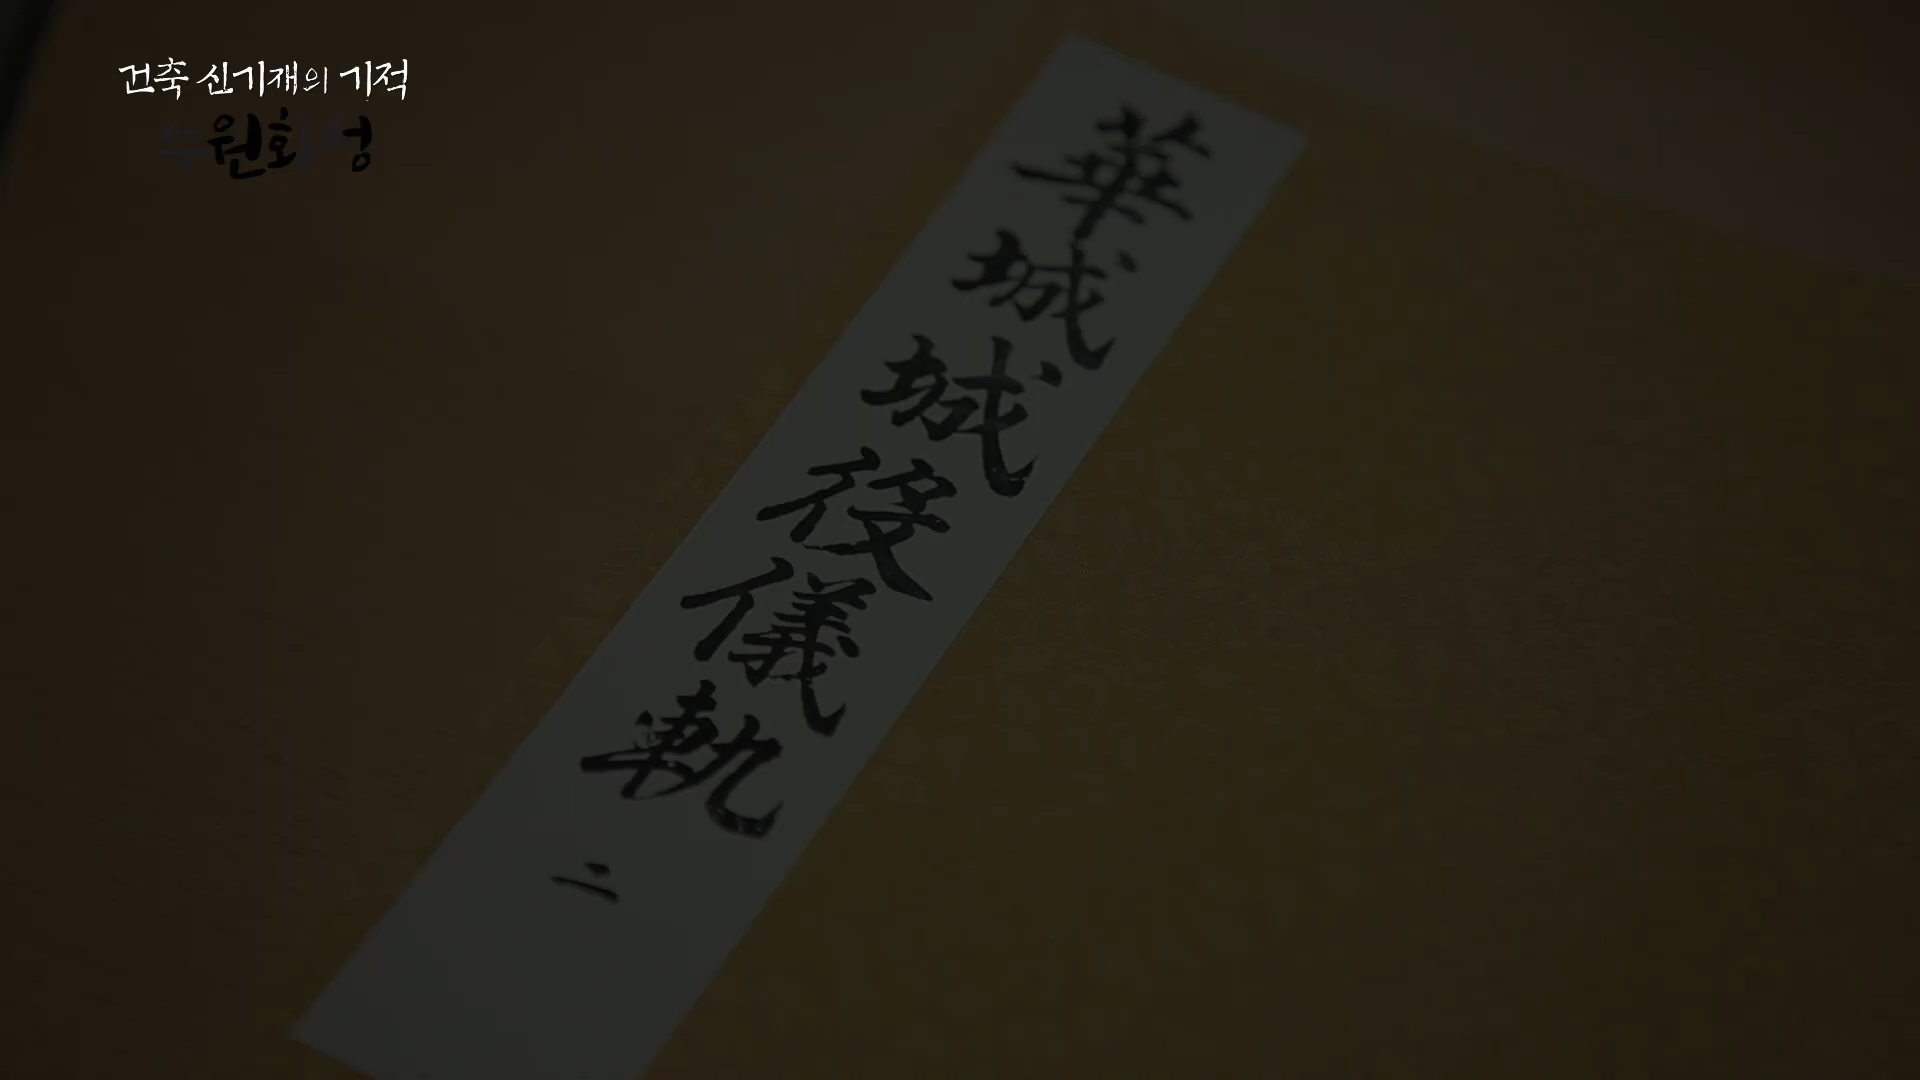 건축 신기재의 기적
수원화성
華城城役儀軌
二